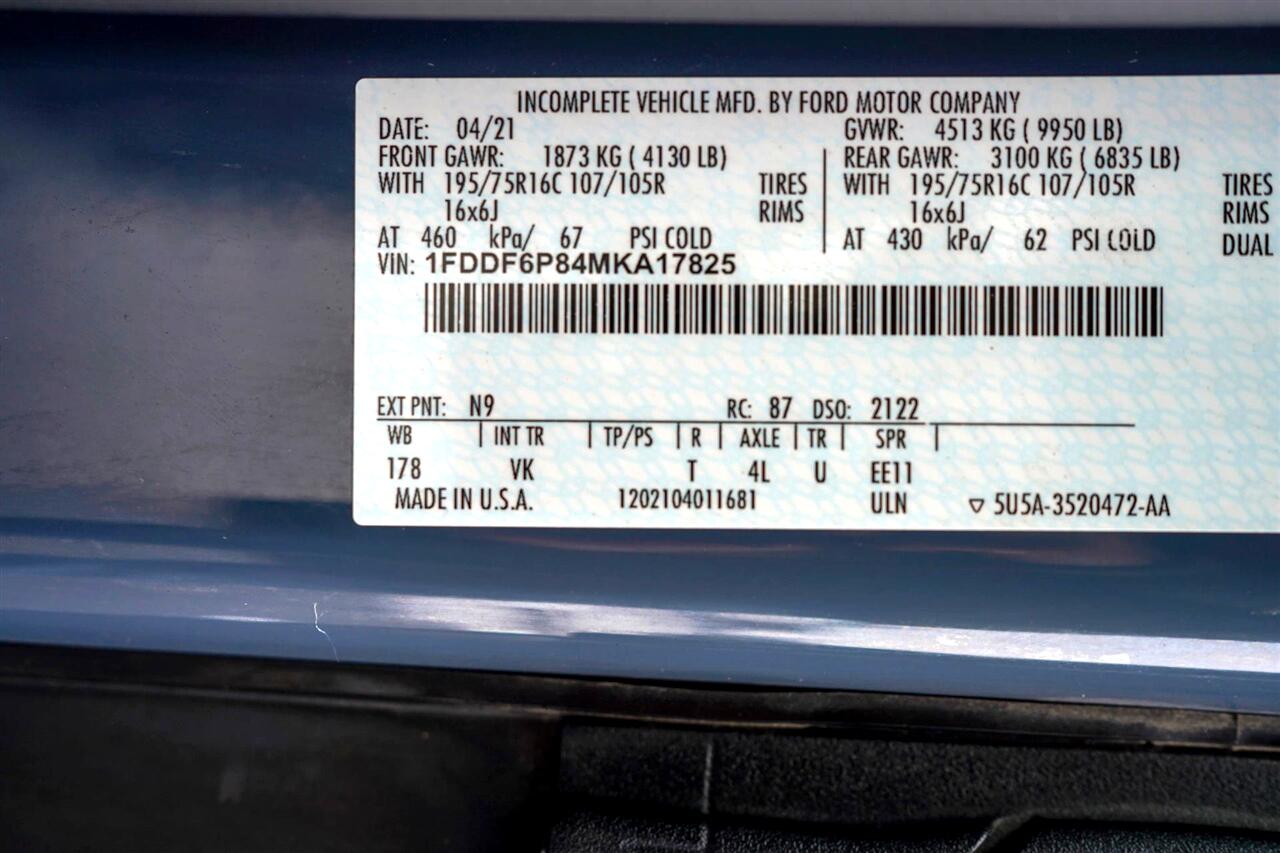 INCOMPLETE VEHICLE MFD. BY FORD MOTOR COMPANY
DATE: 04/21 GVWR: 4513 KG ( 9950 LB)
FRONT GAWR: 1873 KG ( 4130 LB) REAR GAWR: 3100 KG ( 6835 LB)
WITH 195/75R16C 107/105R TIRES WITH 195/75R16C 107/105R TIRES
16x6J RIMS 16x6J RIMS
AT 460 kPa/ 67 PSI COLD AT 430 kPa/ 62 PSI COLD DUAL
VIN: 1FDDF6P84MKA17825
EXT PNT: N9 RC: 87 DSO: 2122
WB INT TR TP/PS R AXLE TR SPR
178 VK T 4L U EE11
MADE IN U.S.A. 1202104011681 ULN ▽ 5U5A-3520472-AA